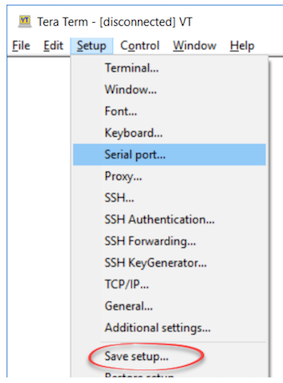 Tera Term - [disconnected] VT
File Edit Setup Control Window Help
Terminal...
Window...
Font...
Keyboard...
Serial port...
Proxy...
SSH...
SSH Authentication...
SSH Forwarding...
SSH KeyGenerator...
TCP/IP...
General...
Additional settings...
Save setup...